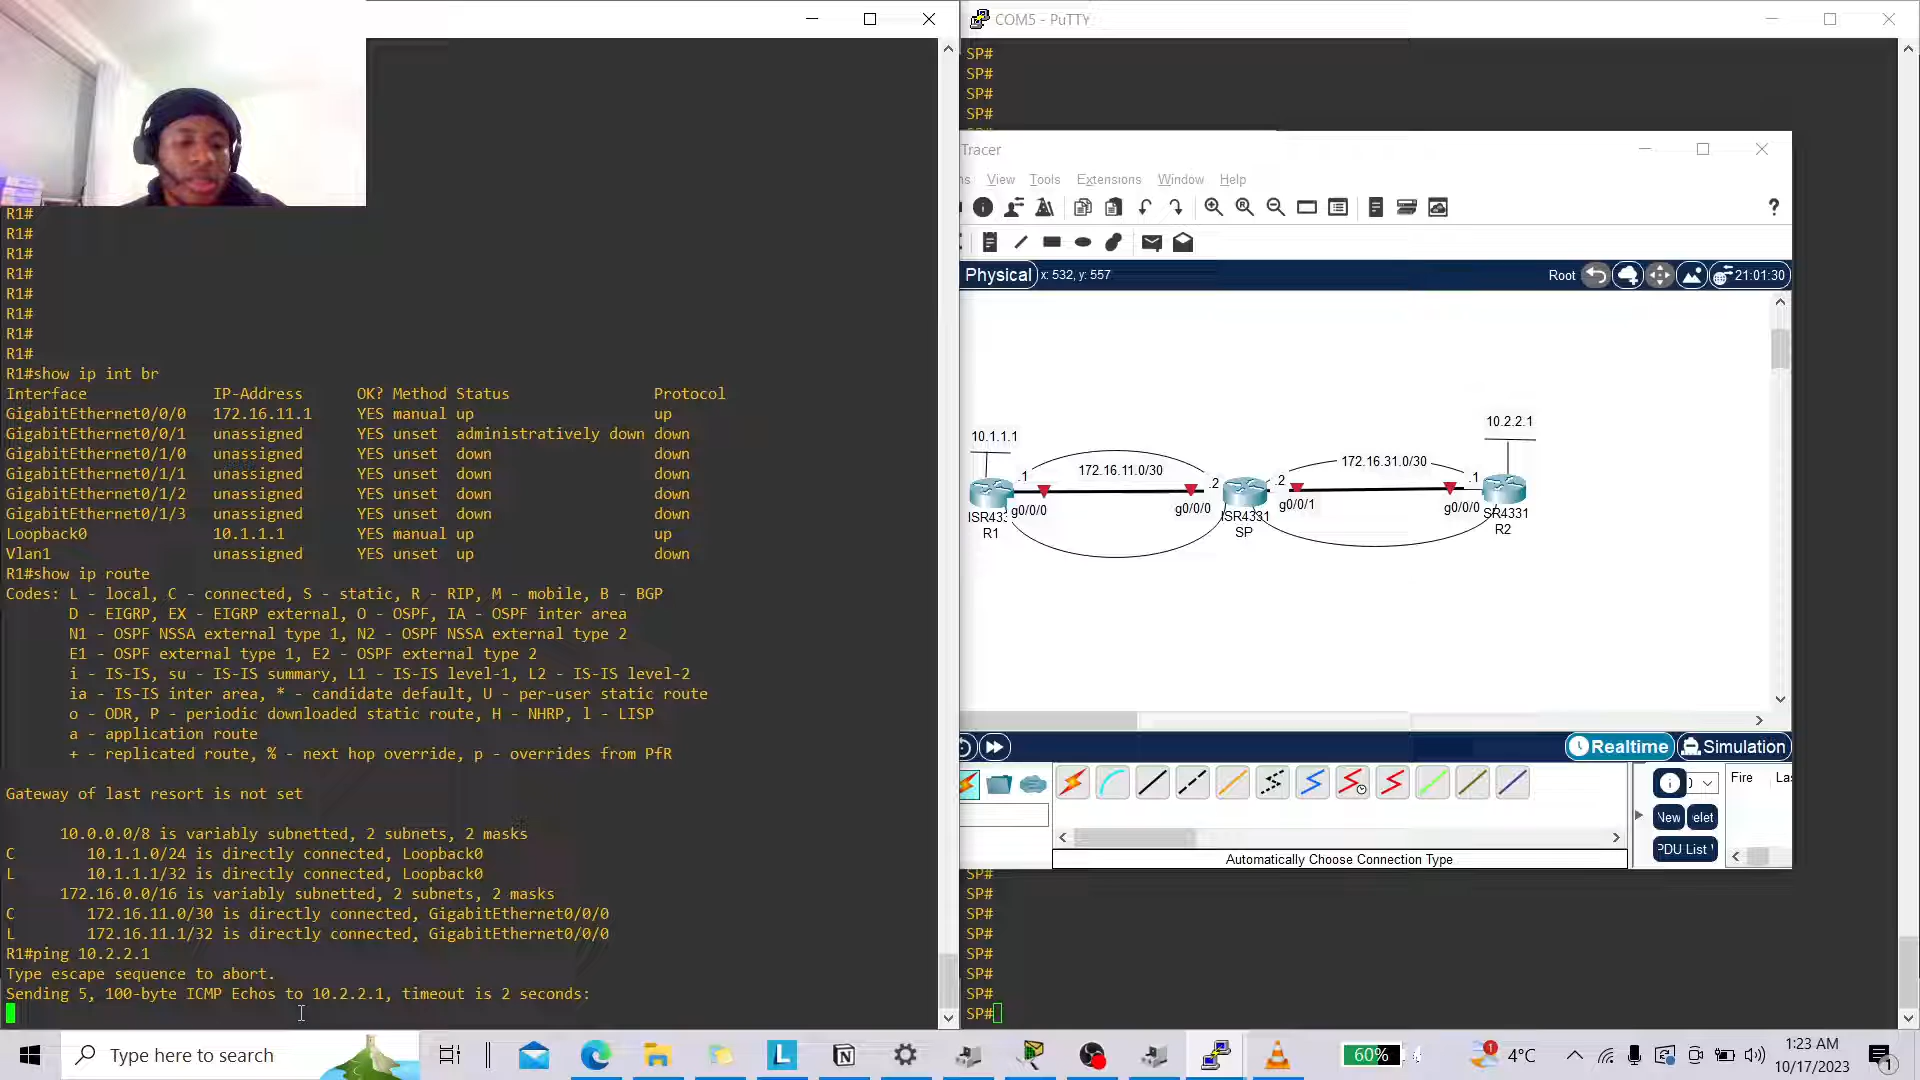 COM5 - PuTTY
R1#
R1#
R1#
R1#
R1#
R1#
R1#
R1#
R1#show ip int br
Interface IP-Address OK? Method Status Protocol
GigabitEthernet0/0/0 172.16.11.1 YES manual up up
GigabitEthernet0/0/1 unassigned YES unset administratively down down
GigabitEthernet0/1/0 unassigned YES unset down down
GigabitEthernet0/1/1 unassigned YES unset down down
GigabitEthernet0/1/2 unassigned YES unset down down
GigabitEthernet0/1/3 unassigned YES unset down down
Loopback0 10.1.1.1 YES manual up up
Vlan1 unassigned YES unset up down
R1#show ip route
Codes: L - local, C - connected, S - static, R - RIP, M - mobile, B - BGP
D - EIGRP, EX - EIGRP external, O - OSPF, IA - OSPF inter area
N1 - OSPF NSSA external type 1, N2 - OSPF NSSA external type 2
E1 - OSPF external type 1, E2 - OSPF external type 2
i - IS-IS, su - IS-IS summary, L1 - IS-IS level-1, L2 - IS-IS level-2
ia - IS-IS inter area, * - candidate default, U - per-user static route
o - ODR, P - periodic downloaded static route, H - NHRP, l - LISP
a - application route
+ - replicated route, % - next hop override, p - overrides from PfR
Gateway of last resort is not set
10.0.0.0/8 is variably subnetted, 2 subnets, 2 masks
C 10.1.1.0/24 is directly connected, Loopback0
L 10.1.1.1/32 is directly connected, Loopback0
172.16.0.0/16 is variably subnetted, 2 subnets, 2 masks
C 172.16.11.0/30 is directly connected, GigabitEthernet0/0/0
L 172.16.11.1/32 is directly connected, GigabitEthernet0/0/0
R1#ping 10.2.2.1
Type escape sequence to abort.
Sending 5, 100-byte ICMP Echos to 10.2.2.1, timeout is 2 seconds:
SP#
SP#
SP#
SP#
Tracer
ns View Tools Extensions Window Help
?
Physical x: 532, y: 557 Root 21:01:30
10.2.2.1
10.1.1.1
172.16.11.0/30
172.16.31.0/30
.1
.2
.2
.1
g0/0/0
g0/0/0
g0/0/1
g0/0/0
ISR433
R1
ISR4331
SP
SR4331
R2
Realtime Simulation
Fire
New
elet
PDU List
Automatically Choose Connection Type
SP#
SP#
SP#
SP#
SP#
SP#
SP#
SP#
Type here to search
L
N
60%
1
4°C
1:23 AM
10/17/2023
1